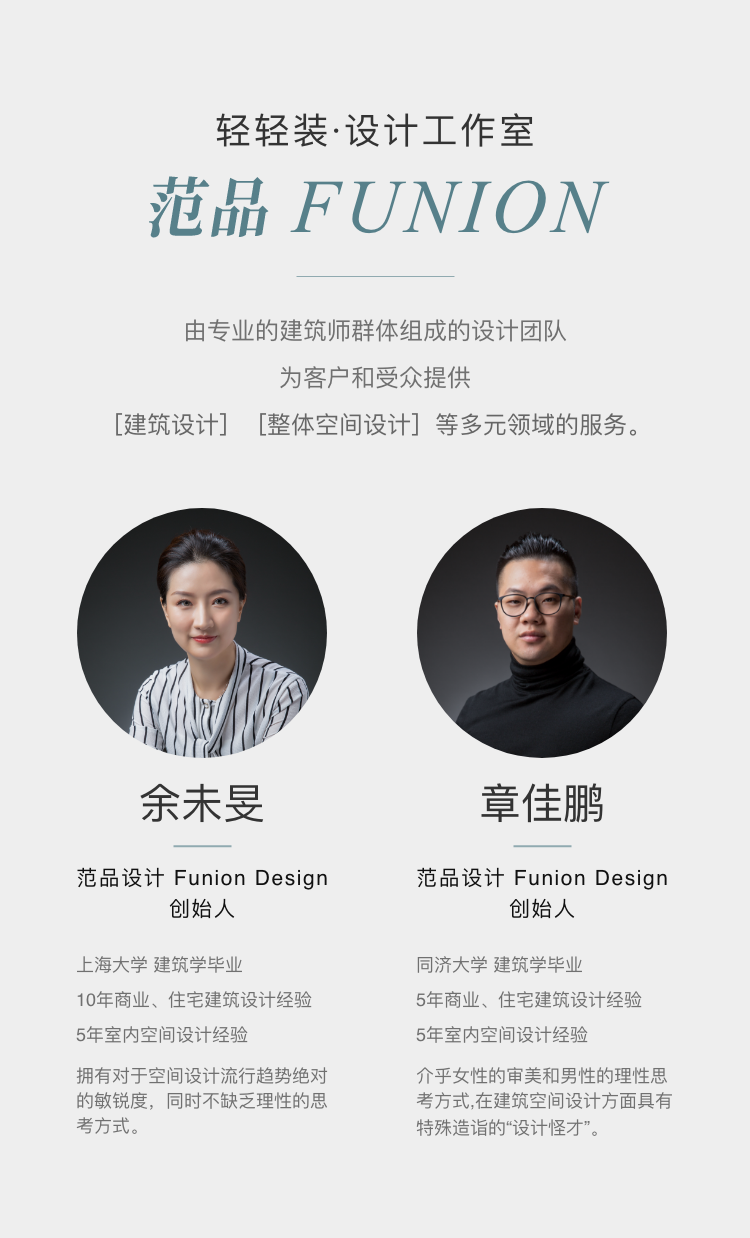 轻轻装·设计工作室
范品 FUNION
由专业的建筑师群体组成的设计团队
为客户和受众提供
[建筑设计] [整体空间设计] 等多元领域的服务。
余未旻
范品设计 Funion Design
创始人
上海大学 建筑学毕业
10年商业、住宅建筑设计经验
5年室内空间设计经验
拥有对于空间设计流行趋势绝对
的敏锐度，同时不缺乏理性的思
考方式。
章佳鹏
范品设计 Funion Design
创始人
同济大学 建筑学毕业
5年商业、住宅建筑设计经验
5年室内空间设计经验
介乎女性的审美和男性的理性思
考方式,在建筑空间设计方面具有
特殊造诣的“设计怪才”。